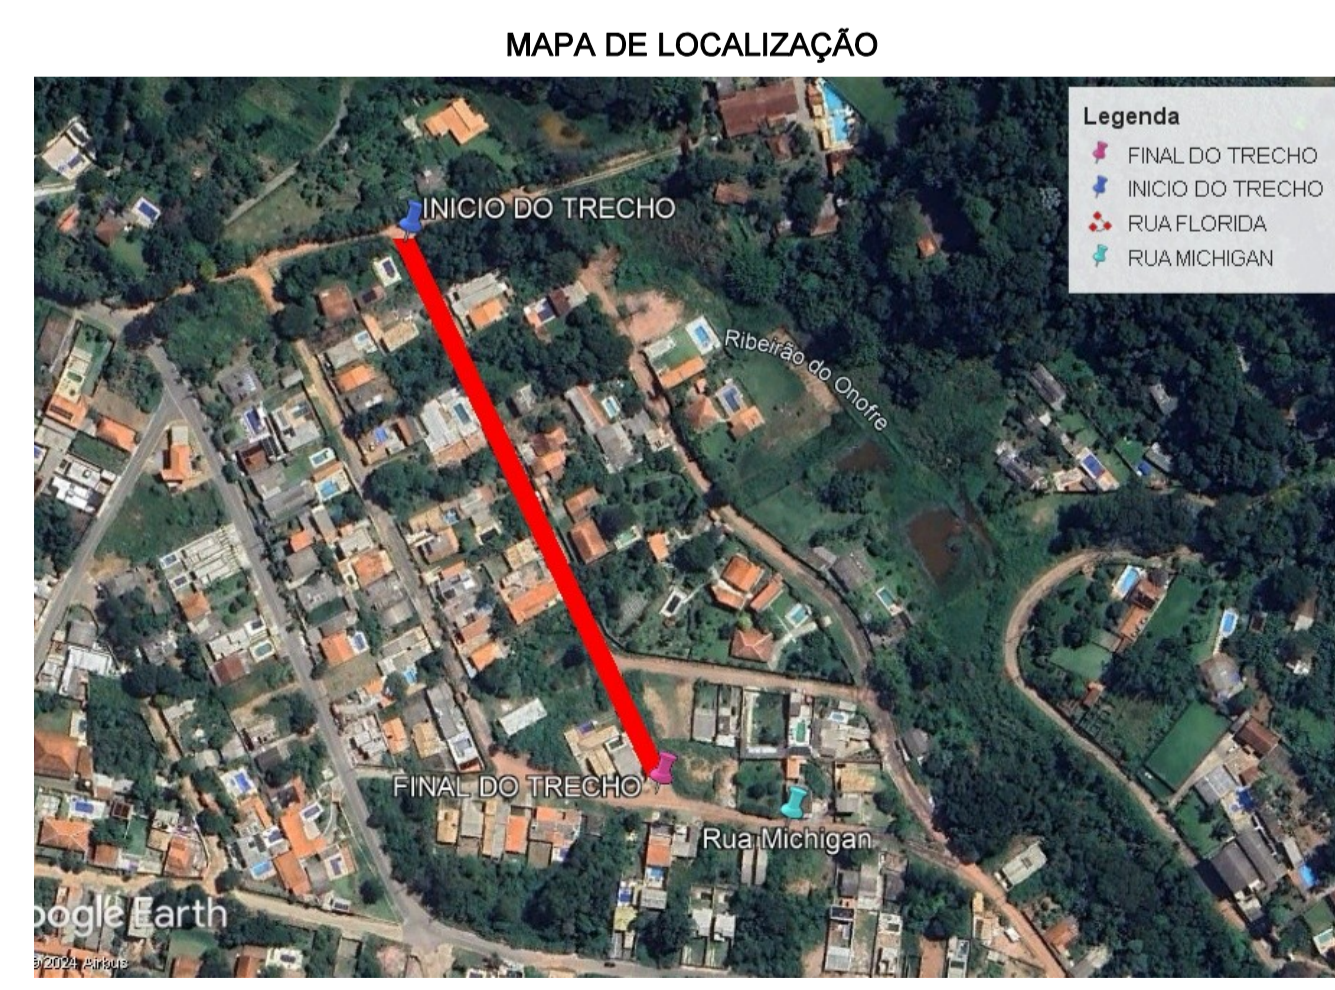 MAPA DE LOCALIZAÇÃO
Legenda
FINAL DO TRECHO
INICIO DO TRECHO
RUA FLORIDA
RUA MICHIGAN
INICIO DO TRECHO
Ribeirão do Onofre
FINAL DO TRECHO
Rua Michigan
oogle Earth
© 2024 Airbus